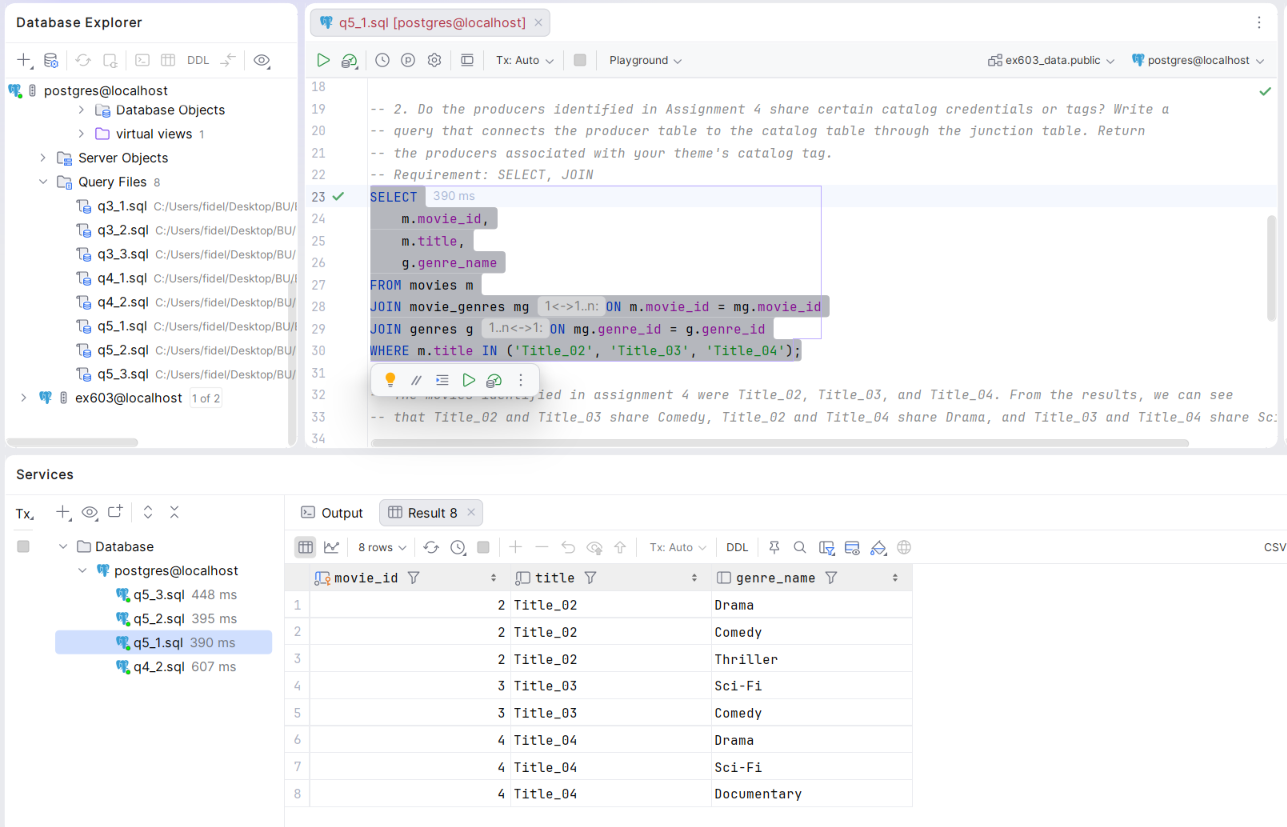 Database Explorer
q5_1.sql [postgres@localhost]
DDL
Tx: Auto
Playground
ex603_data.public
postgres@localhost
postgres@localhost
Database Objects
virtual views 1
Server Objects
Query Files 8
q3_1.sql C:/Users/fidel/Desktop/BU/
q3_2.sql C:/Users/fidel/Desktop/BU/
q3_3.sql C:/Users/fidel/Desktop/BU/
q4_1.sql C:/Users/fidel/Desktop/BU/
q4_2.sql C:/Users/fidel/Desktop/BU/
q5_1.sql C:/Users/fidel/Desktop/BU/
q5_2.sql C:/Users/fidel/Desktop/BU/
q5_3.sql C:/Users/fidel/Desktop/BU/
ex603@localhost 1 of 2
18
19 -- 2. Do the producers identified in Assignment 4 share certain catalog credentials or tags? Write a
20 -- query that connects the producer table to the catalog table through the junction table. Return
21 -- the producers associated with your theme's catalog tag.
22 -- Requirement: SELECT, JOIN
23 SELECT 390 ms
24 m.movie_id,
25 m.title,
26 g.genre_name
27 FROM movies m
28 JOIN movie_genres mg 1<->1..n: ON m.movie_id = mg.movie_id
29 JOIN genres g 1..n<->1: ON mg.genre_id = g.genre_id
30 WHERE m.title IN ('Title_02', 'Title_03', 'Title_04');
31
32 -- The movies identified in assignment 4 were Title_02, Title_03, and Title_04. From the results, we can see
33 -- that Title_02 and Title_03 share Comedy, Title_02 and Title_04 share Drama, and Title_03 and Title_04 share Sci
34
Services
Tx
Database
postgres@localhost
q5_3.sql 448 ms
q5_2.sql 395 ms
q5_1.sql 390 ms
q4_2.sql 607 ms
Output
Result 8
8 rows
Tx: Auto
DDL
CSV
movie_id title genre_name
1 2 Title_02 Drama
2 2 Title_02 Comedy
3 2 Title_02 Thriller
4 3 Title_03 Sci-Fi
5 3 Title_03 Comedy
6 4 Title_04 Drama
7 4 Title_04 Sci-Fi
8 4 Title_04 Documentary